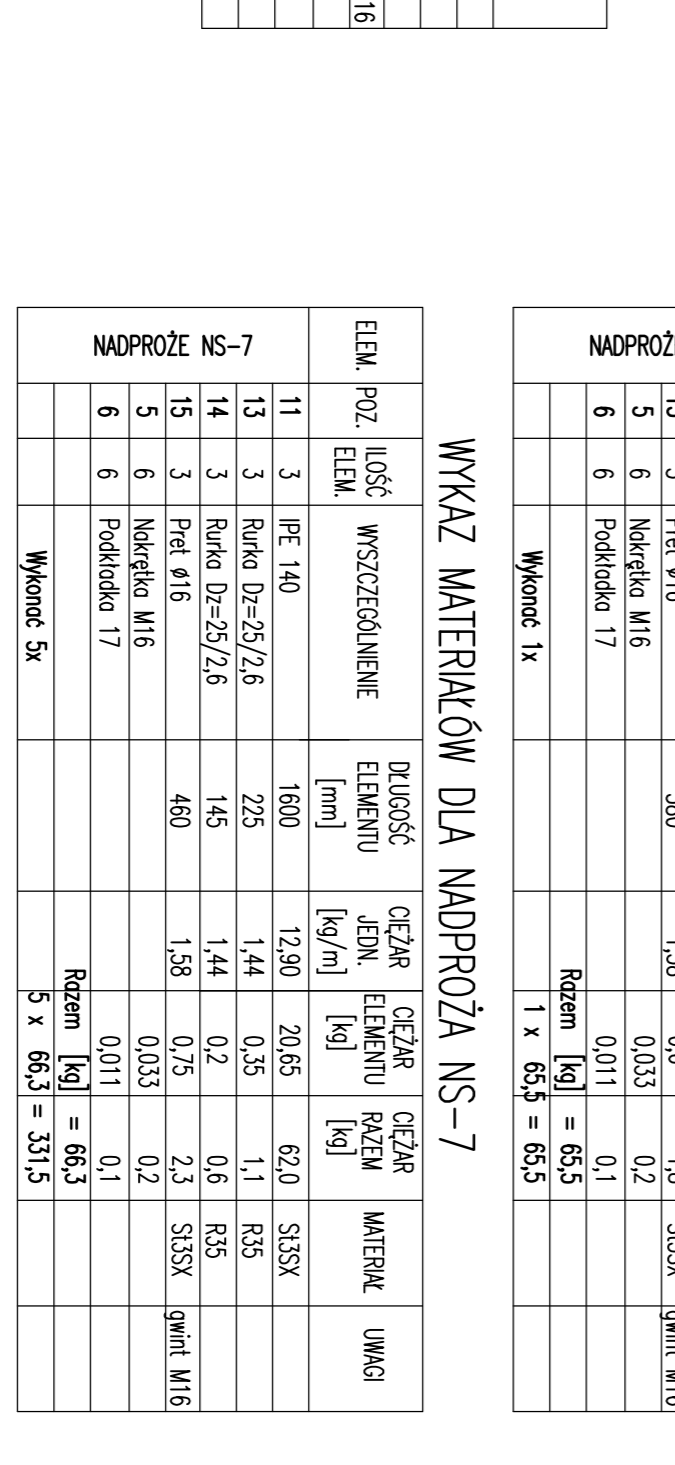 16
NADPROŻE
5 6 Nakrętka M16 0,033 0,2
6 6 Podkładka 17 0,011 0,1
Razem [kg] = 65,5
Wykonać 1x 1 x 65,5 = 65,5
WYKAZ MATERIAŁÓW DLA NADPROŻA NS-7
ELEM. POZ. ILOŚĆ ELEM. WYSZCZEGÓLNIENIE DŁUGOŚĆ ELEMENTU [mm] CIĘŻAR JEDN. [kg/m] CIĘŻAR ELEMENTU [kg] CIĘŻAR RAZEM [kg] MATERIAŁ UWAGI
NADPROŻE NS-7
11 3 IPE 140 1600 12,90 20,65 62,0 St3SX
13 3 Rurka Dz=25/2,6 225 1,44 0,35 1,1 R35
14 3 Rurka Dz=25/2,6 145 1,44 0,2 0,6 R35
15 3 Pret ø16 460 1,58 0,75 2,3 St3SX gwint M16
5 6 Nakrętka M16 0,033 0,2
6 6 Podkładka 17 0,011 0,1
Razem [kg] = 66,3
Wykonać 5x 5 x 66,3 = 331,5